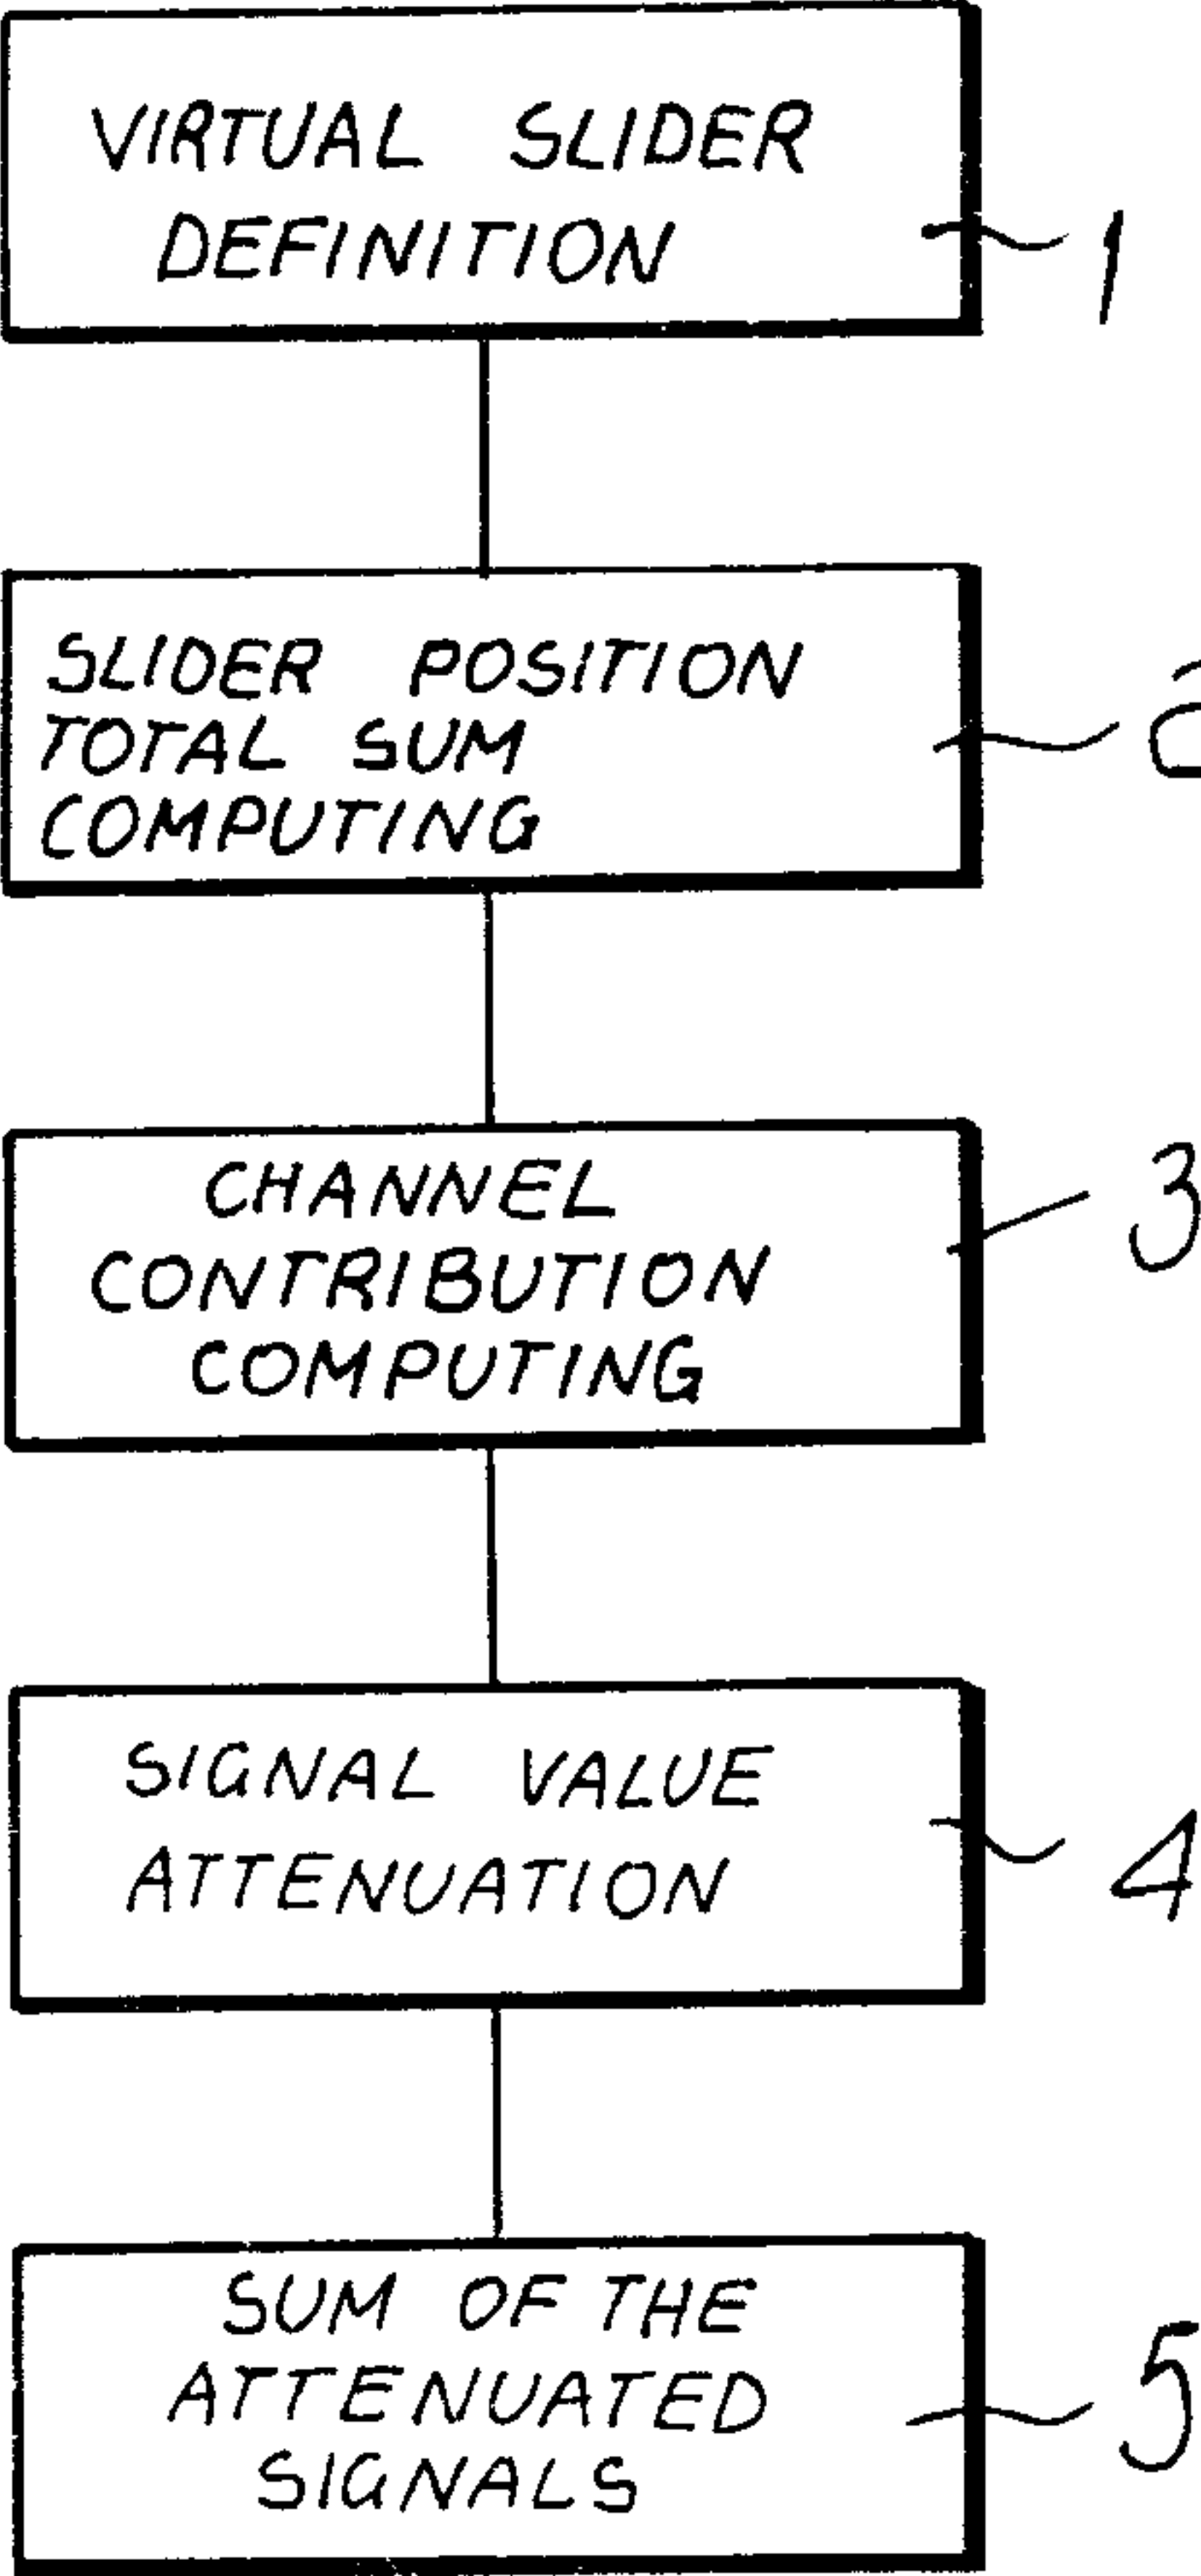 VIRTUAL SLIDER
DEFINITION
1
SLIDER POSITION
TOTAL SUM
COMPUTING
2
CHANNEL
CONTRIBUTION
COMPUTING
3
SIGNAL VALUE
ATTENUATION
4
SUM OF THE
ATTENUATED
SIGNALS
5